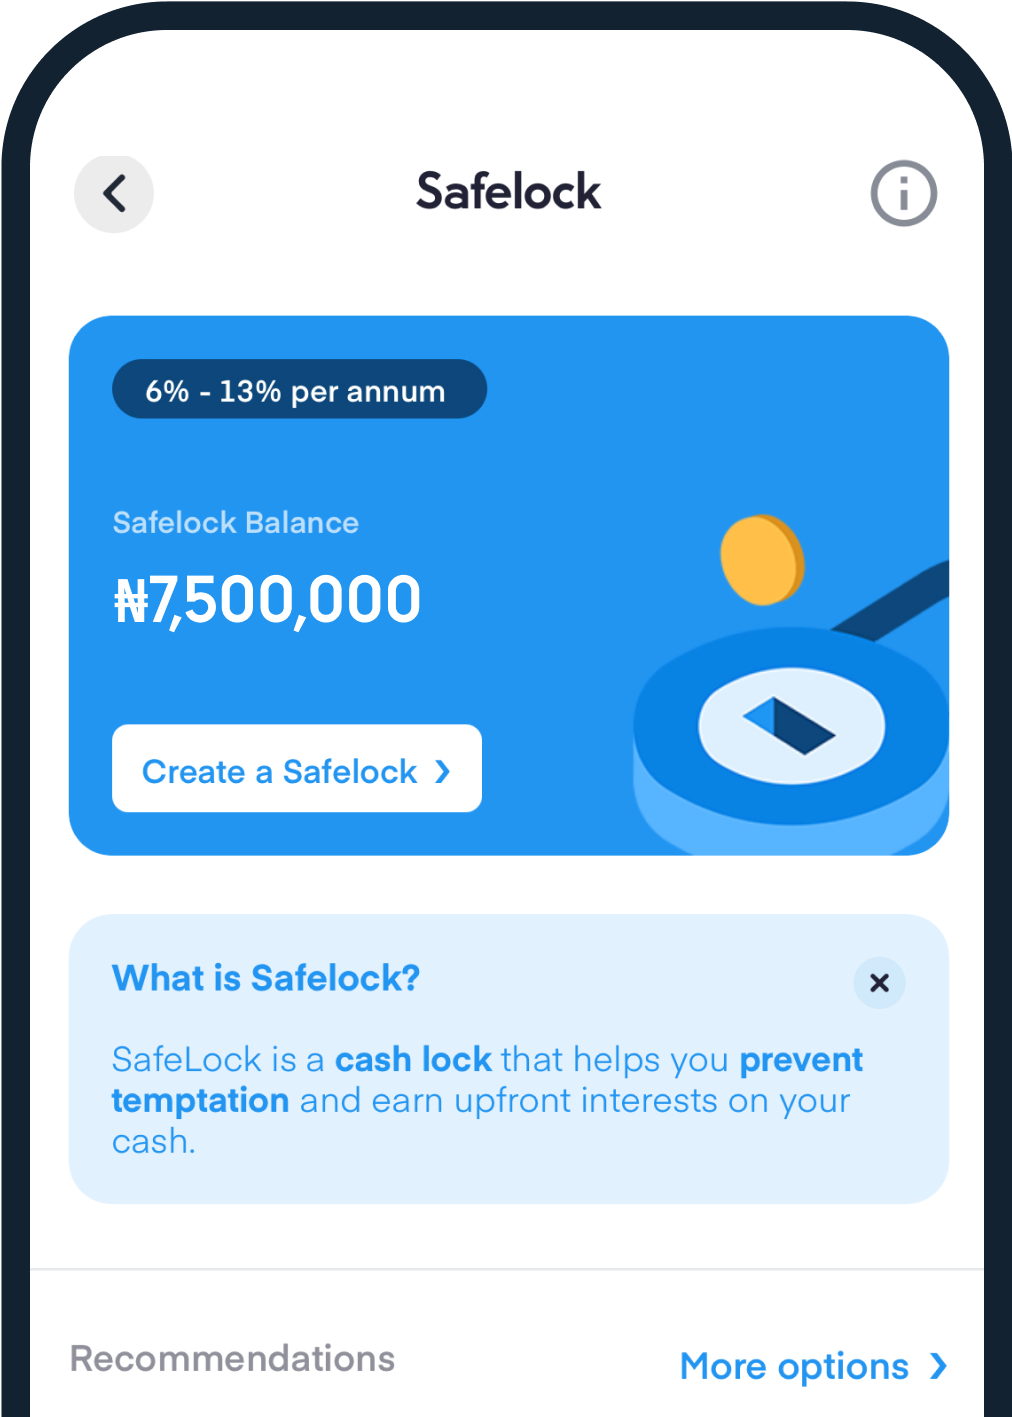 Safelock
6% - 13% per annum
Safelock Balance
₦7,500,000
Create a Safelock ›
What is Safelock?
SafeLock is a cash lock that helps you prevent
temptation and earn upfront interests on your
cash.
Recommendations
More options ›